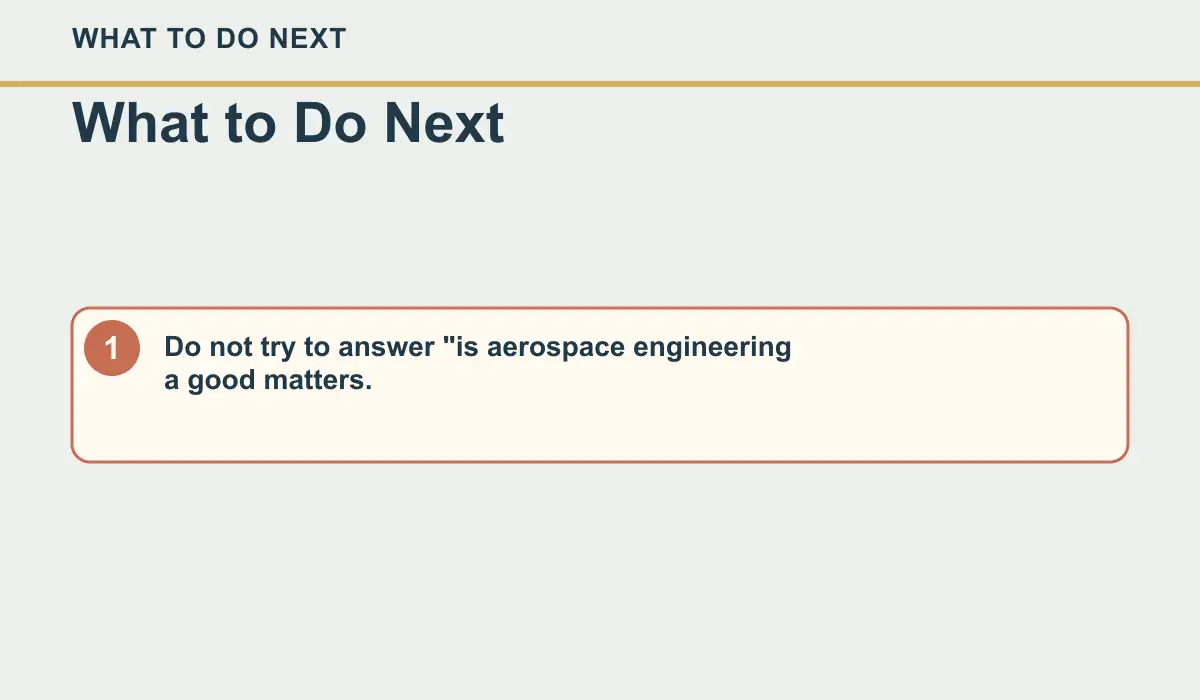 WHAT TO DO NEXT
What to Do Next
1
Do not try to answer "is aerospace engineering
a good matters.